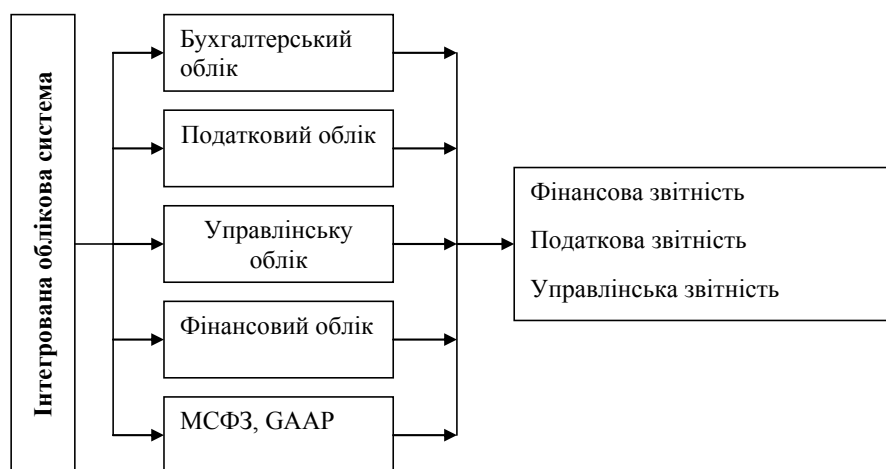 Інтегрована облікова система
Бухгалтерський
облік
Податковий облік
Управлінську
облік
Фінансовий облік
МСФЗ, GAAP
Фінансова звітність
Податкова звітність
Управлінська звітність